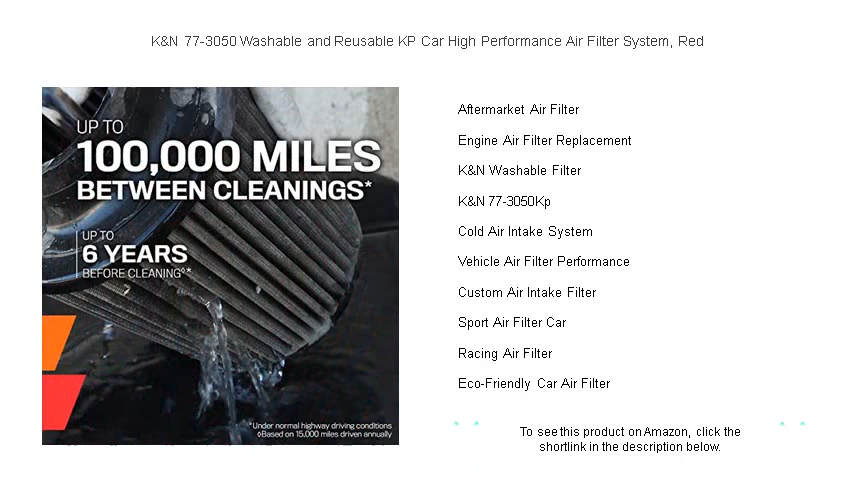 K&N 77-3050 Washable and Reusable KP Car High Performance Air Filter System, Red
UP TO
100,000 MILES
BETWEEN CLEANINGS*
UP TO
6 YEARS
BEFORE CLEANING◊*
*Under normal highway driving conditions
◊Based on 15,000 miles driven annually
Aftermarket Air Filter
Engine Air Filter Replacement
K&N Washable Filter
K&N 77-3050Kp
Cold Air Intake System
Vehicle Air Filter Performance
Custom Air Intake Filter
Sport Air Filter Car
Racing Air Filter
Eco-Friendly Car Air Filter
To see this product on Amazon, click the
shortlink in the description below.